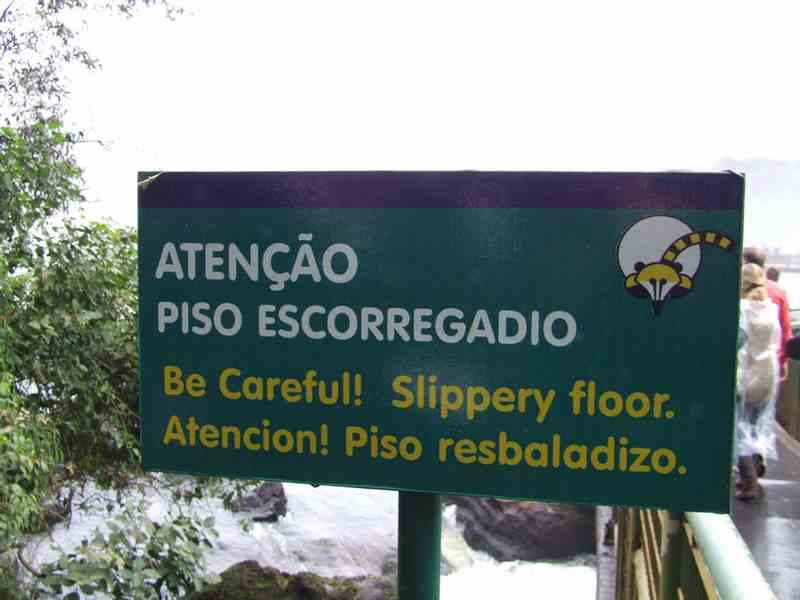 ATENÇÃO
PISO ESCORREGADIO
Be Careful! Slippery floor.
Atencion! Piso resbaladizo.